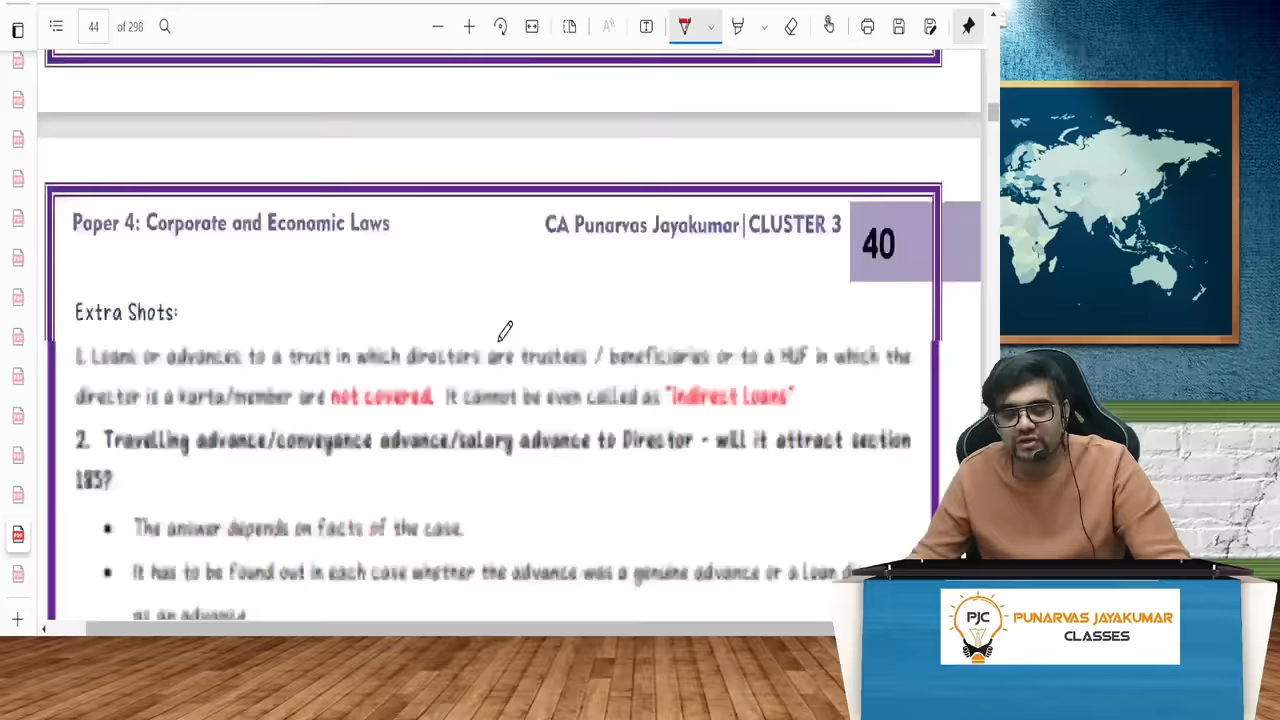 44 of 298
Paper 4: Corporate and Economic Laws CA Punarvas Jayakumar|CLUSTER 3 40
Extra Shots:
1. Loans or advances to a trust in which directors are trustees / beneficiaries or to a HUF in which the
director is a karta/member are not covered. It cannot be even called as "Indirect Loans"
2. Travelling advance/conveyance advance/salary advance to Director - will it attract section
185?
• The answer depends on facts of the case.
• It has to be found out in each case whether the advance was a genuine advance or a loan
as an advance
PJC PUNARVAS JAYAKUMAR
CLASSES